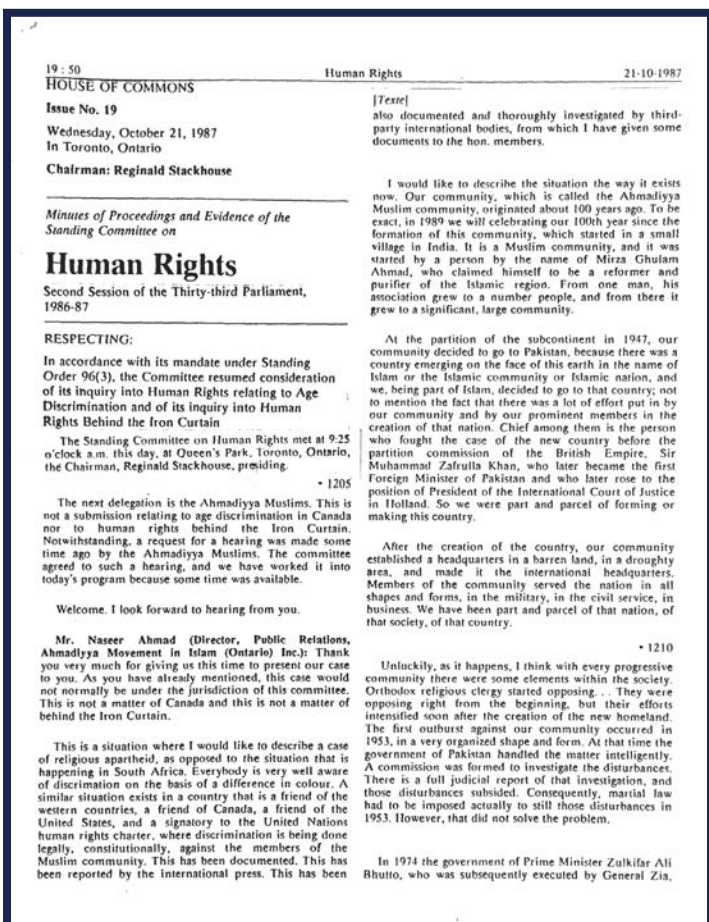 19 : 50
Human Rights
21-10-1987
HOUSE OF COMMONS
Issue No. 19
Wednesday, October 21, 1987
In Toronto, Ontario
Chairman: Reginald Stackhouse
Minutes of Proceedings and Evidence of the
Standing Committee on
Human Rights
Second Session of the Thirty-third Parliament,
1986-87
RESPECTING:
In accordance with its mandate under Standing
Order 96(3), the Committee resumed consideration
of its inquiry into Human Rights relating to Age
Discrimination and of its inquiry into Human
Rights Behind the Iron Curtain
The Standing Committee on Human Rights met at 9:25
o'clock a.m. this day, at Queen's Park, Toronto, Ontario,
the Chairman, Reginald Stackhouse, presiding.
• 1205
The next delegation is the Ahmadiyya Muslims. This is
not a submission relating to age discrimination in Canada
nor to human rights behind the Iron Curtain.
Notwithstanding, a request for a hearing was made some
time ago by the Ahmadiyya Muslims. The committee
agreed to such a hearing, and we have worked it into
today's program because some time was available.
Welcome. I look forward to hearing from you.
Mr. Naseer Ahmad (Director, Public Relations,
Ahmadiyya Movement in Islam (Ontario) Inc.): Thank
you very much for giving us this time to present our case
to you. As you have already mentioned, this case would
not normally be under the jurisdiction of this committee.
This is not a matter of Canada and this is not a matter of
behind the Iron Curtain.
This is a situation where I would like to describe a case
of religious apartheid, as opposed to the situation that is
happening in South Africa. Everybody is very well aware
of discrimation on the basis of a difference in colour. A
similar situation exists in a country that is a friend of the
western countries, a friend of Canada, a friend of the
United States, and a signatory to the United Nations
human rights charter, where discrimination is being done
legally, constitutionally, against the members of the
Muslim community. This has been documented. This has
been reported by the international press. This has been
[Texte]
also documented and thoroughly investigated by third-
party international bodies, from which I have given some
documents to the hon. members.
I would like to describe the situation the way it exists
now. Our community, which is called the Ahmadiyya
Muslim community, originated about 100 years ago. To be
exact, in 1989 we will celebrating our 100th year since the
formation of this community, which started in a small
village in India. It is a Muslim community, and it was
started by a person by the name of Mirza Ghulam
Ahmad, who claimed himself to be a reformer and
purifier of the Islamic region. From one man, his
association grew to a number people, and from there it
grew to a significant, large community.
At the partition of the subcontinent in 1947, our
community decided to go to Pakistan, because there was a
country emerging on the face of this earth in the name of
Islam or the Islamic community or Islamic nation, and
we, being part of Islam, decided to go to that country; not
to mention the fact that there was a lot of effort put in by
our community and by our prominent members in the
creation of that nation. Chief among them is the person
who fought the case of the new country before the
partition commission of the British Empire, Sir
Muhammad Zafrulla Khan, who later became the first
Foreign Minister of Pakistan and who later rose to the
position of President of the International Court of Justice
in Holland. So we were part and parcel of forming or
making this country.
After the creation of the country, our community
established a headquarters in a barren land, in a droughty
area, and made it the international headquarters.
Members of the community served the nation in all
shapes and forms, in the military, in the civil service, in
business. We have been part and parcel of that nation, of
that society, of that country.
• 1210
Unluckily, as it happens, I think with every progressive
community there were some elements within the society.
Orthodox religious clergy started opposing. . . They were
opposing right from the beginning, but their efforts
intensified soon after the creation of the new homeland.
The first outburst against our community occurred in
1953, in a very organized shape and form. At that time the
government of Pakistan handled the matter intelligently.
A commission was formed to investigate the disturbances.
There is a full judicial report of that investigation, and
those disturbances subsided. Consequently, martial law
had to be imposed actually to still those disturbances in
1953. However, that did not solve the problem.
In 1974 the government of Prime Minister Zulkifar Ali
Bhutto, who was subsequently executed by General Zia,